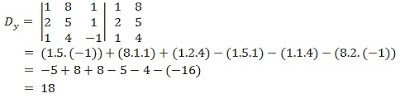 D_y = |1 8 1| 1 8
|2 5 1| 2 5
|1 4 -1| 1 4
= (1.5.(-1)) + (8.1.1) + (1.2.4) - (1.5.1) - (1.1.4) - (8.2.(-1))
= -5 + 8 + 8 - 5 - 4 - (-16)
= 18